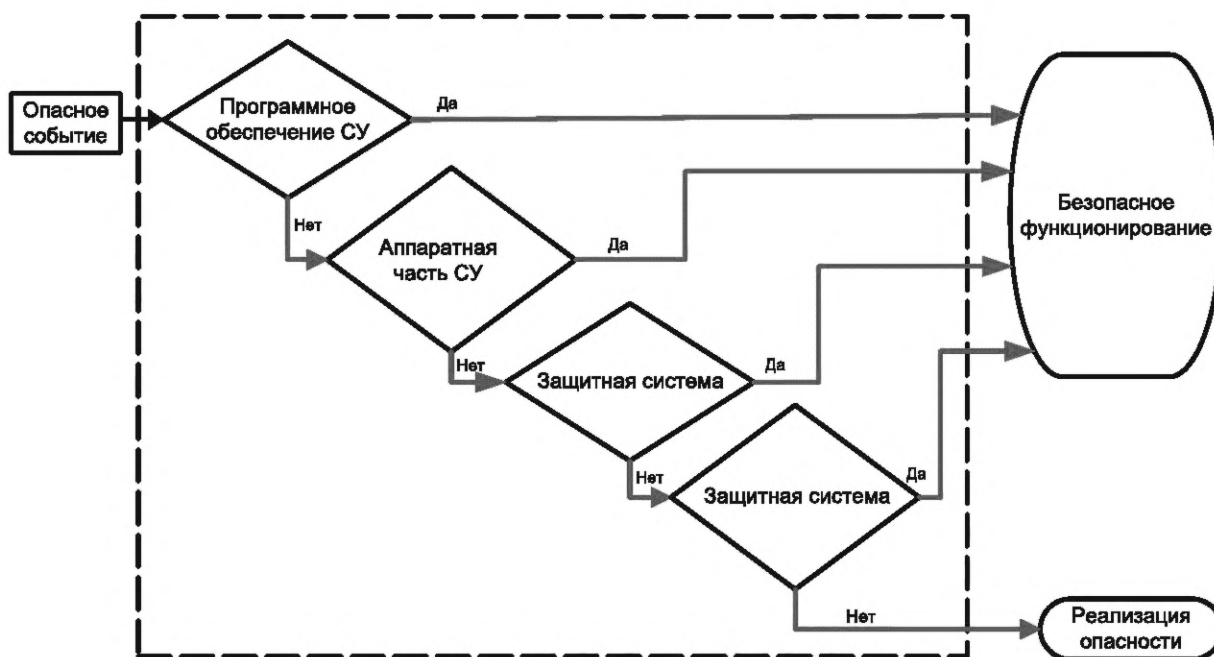 Опасное
событие
Программное
обеспечение СУ
Да
Нет
Аппаратная
часть СУ
Да
Нет
Защитная система
Да
Нет
Защитная система
Да
Нет
Безопасное
функционирование
Реализация
опасности